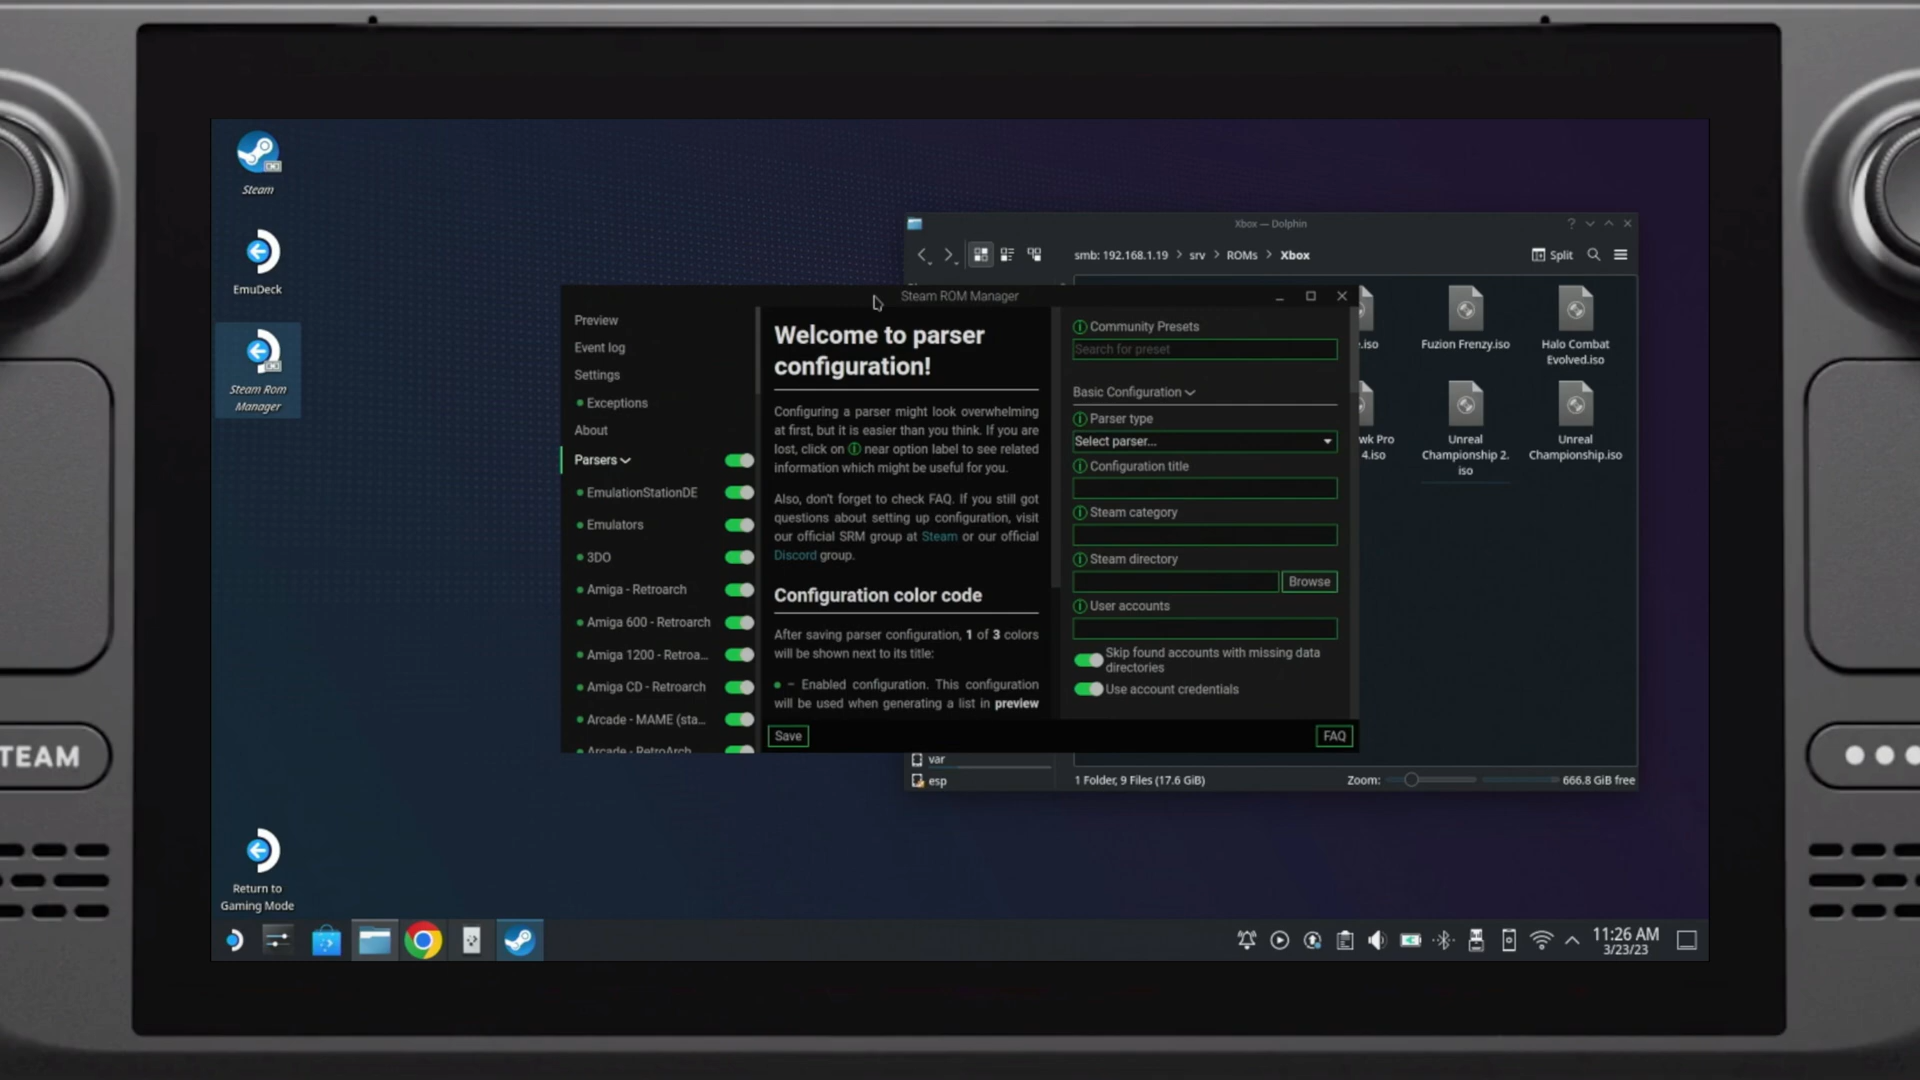 Steam
EmuDeck
Steam Rom
Manager
Return to
Gaming Mode
Xbox — Dolphin
smb: 192.168.1.19 > srv > ROMs > Xbox
Split
.iso
Fuzion Frenzy.iso
Halo Combat
Evolved.iso
wk Pro
4.iso
Unreal
Championship 2.
iso
Unreal
Championship.iso
var
esp
1 Folder, 9 Files (17.6 GiB)
Zoom:
666.8 GiB free
Steam ROM Manager
Preview
Event log
Settings
Exceptions
About
Parsers
EmulationStationDE
Emulators
3DO
Amiga - Retroarch
Amiga 600 - Retroarch
Amiga 1200 - Retroa...
Amiga CD - Retroarch
Arcade - MAME (sta...
Arcade - RetroArch
Welcome to parser
configuration!
Configuring a parser might look overwhelming
at first, but it is easier than you think. If you are
lost, click on ⓘ near option label to see related
information which might be useful for you.
Also, don't forget to check FAQ. If you still got
questions about setting up configuration, visit
our official SRM group at Steam or our official
Discord group.
Configuration color code
After saving parser configuration, 1 of 3 colors
will be shown next to its title:
• – Enabled configuration. This configuration
will be used when generating a list in preview
Save
Community Presets
Search for preset
Basic Configuration
Parser type
Select parser...
Configuration title
Steam category
Steam directory
Browse
User accounts
Skip found accounts with missing data
directories
Use account credentials
FAQ
TEAM
11:26 AM
3/23/23